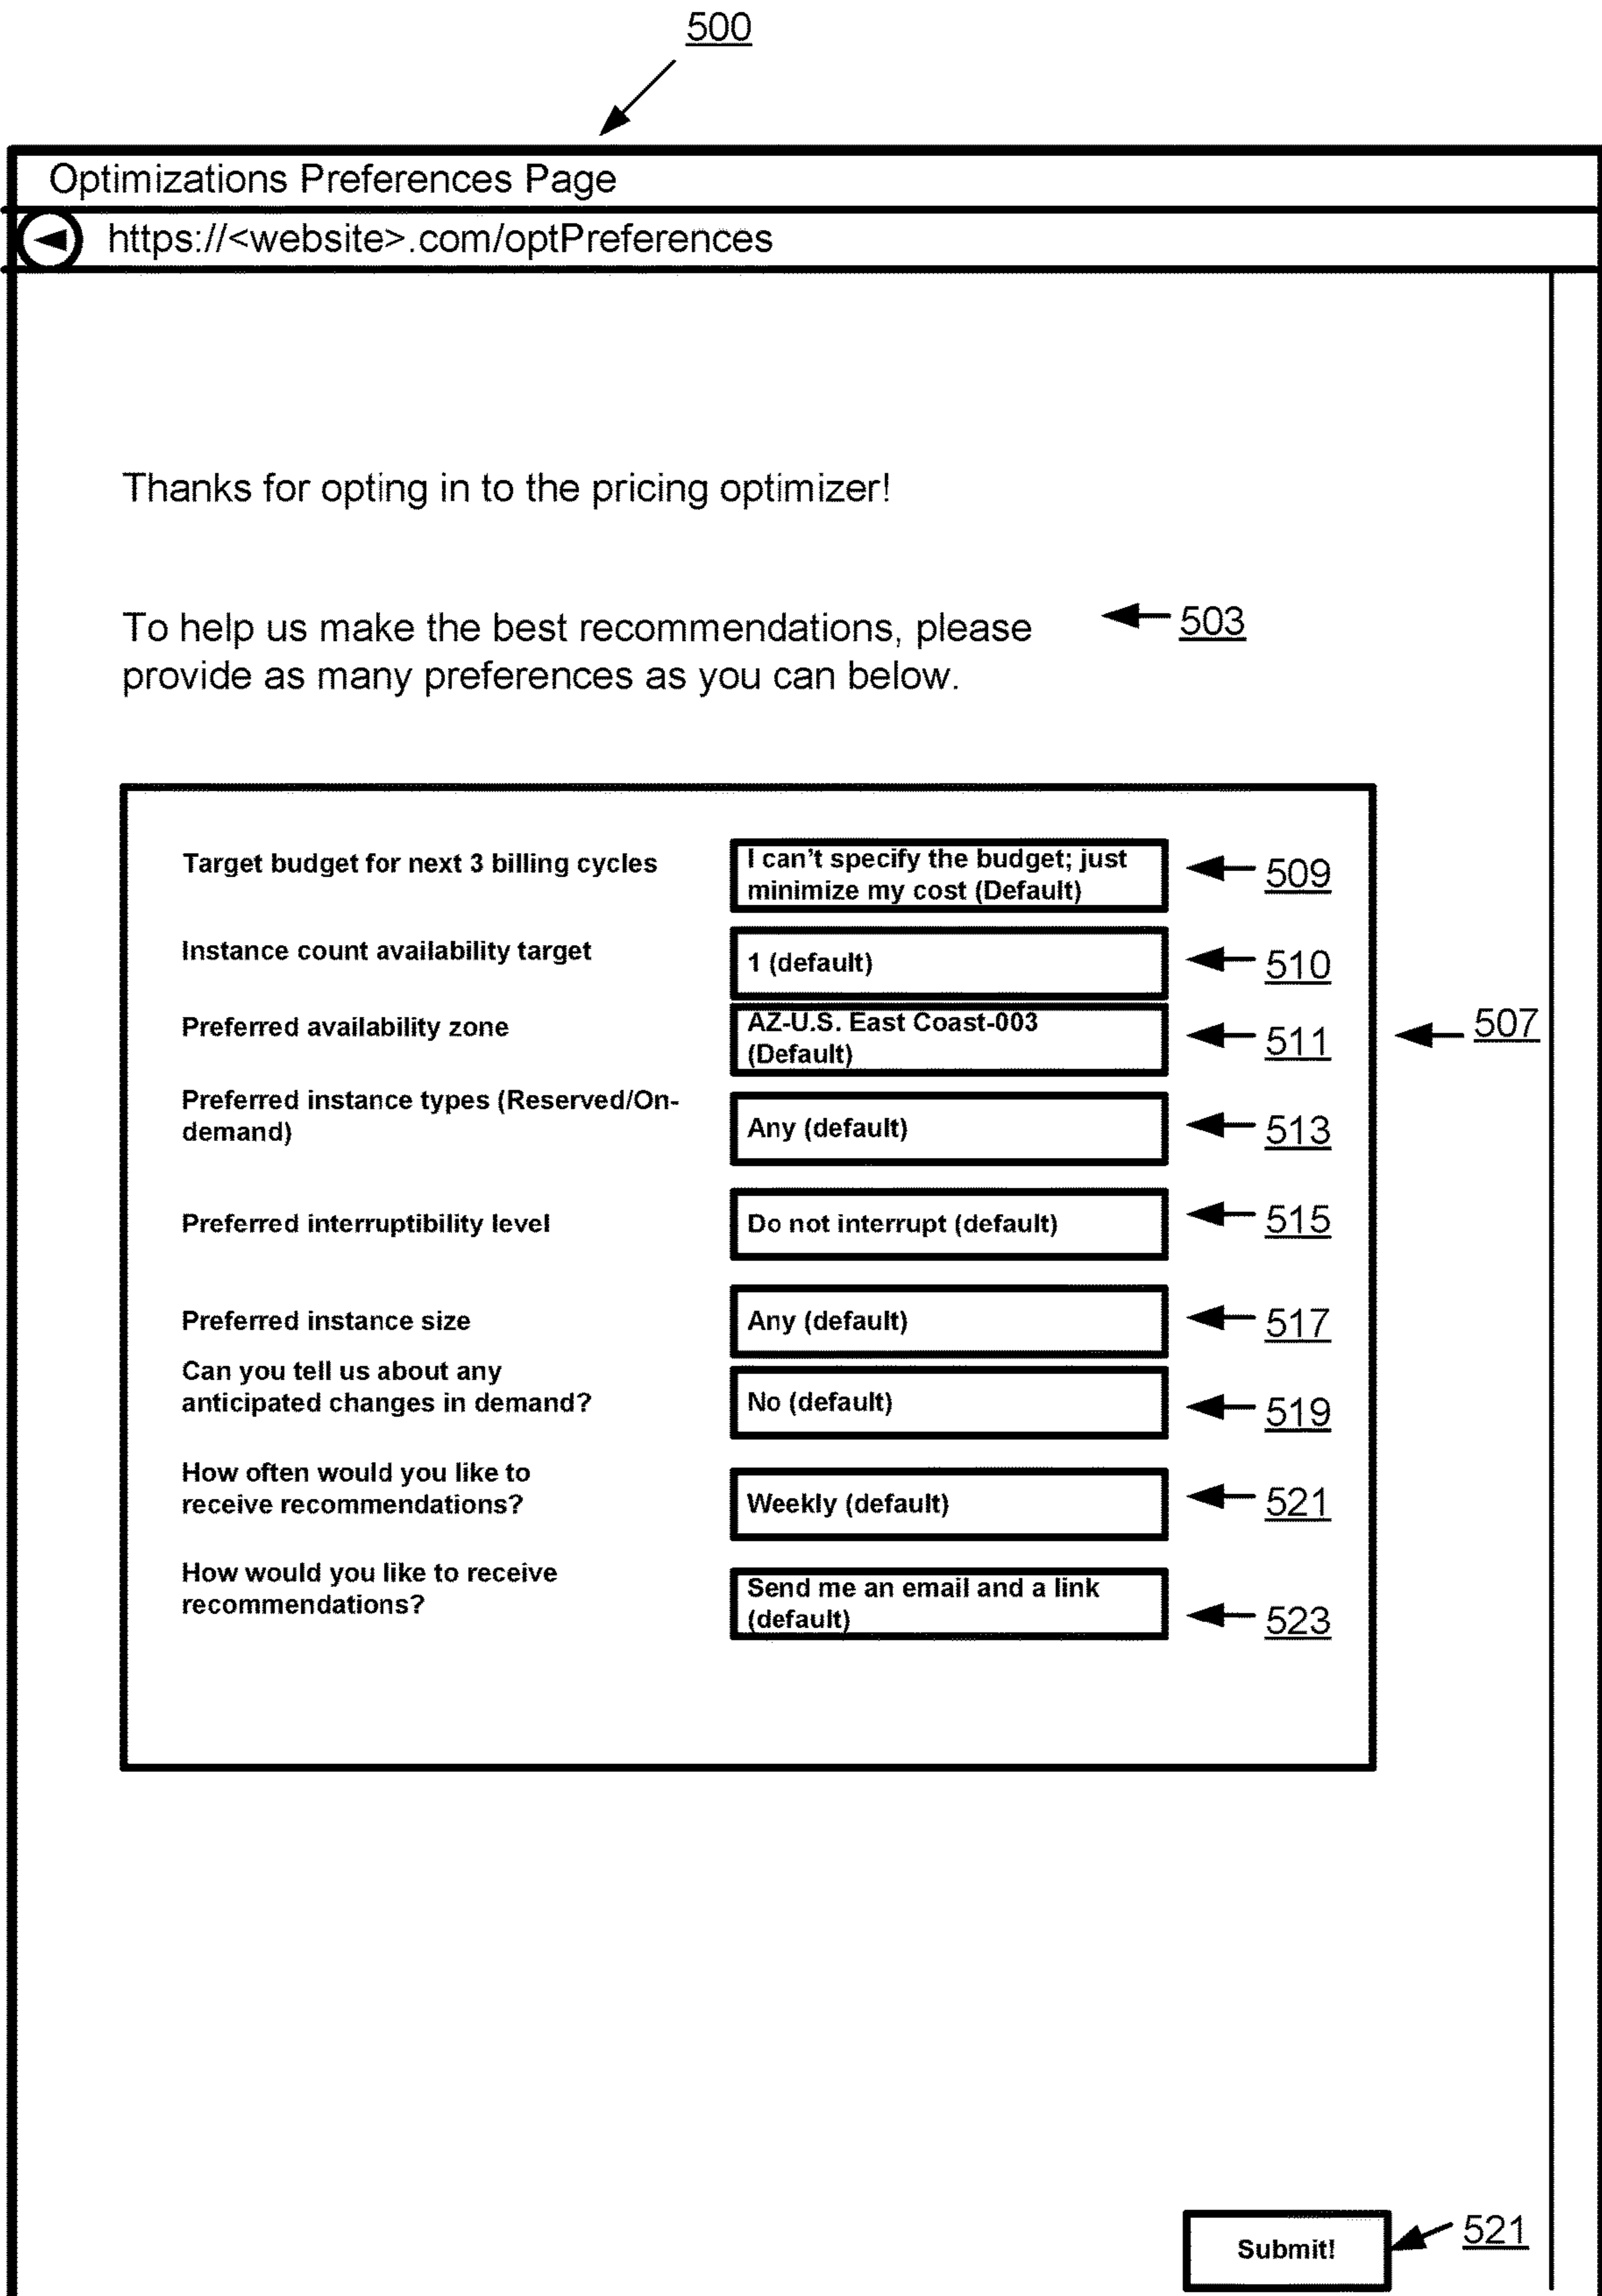 500
Optimizations Preferences Page
https://<website>.com/optPreferences
Thanks for opting in to the pricing optimizer!
To help us make the best recommendations, please
provide as many preferences as you can below.
503
Target budget for next 3 billing cycles
I can't specify the budget; just
minimize my cost (Default)
509
Instance count availability target
1 (default)
510
Preferred availability zone
AZ-U.S. East Coast-003
(Default)
511
507
Preferred instance types (Reserved/On-
demand)
Any (default)
513
Preferred interruptibility level
Do not interrupt (default)
515
Preferred instance size
Any (default)
517
Can you tell us about any
anticipated changes in demand?
No (default)
519
How often would you like to
receive recommendations?
Weekly (default)
521
How would you like to receive
recommendations?
Send me an email and a link
(default)
523
Submit!
521